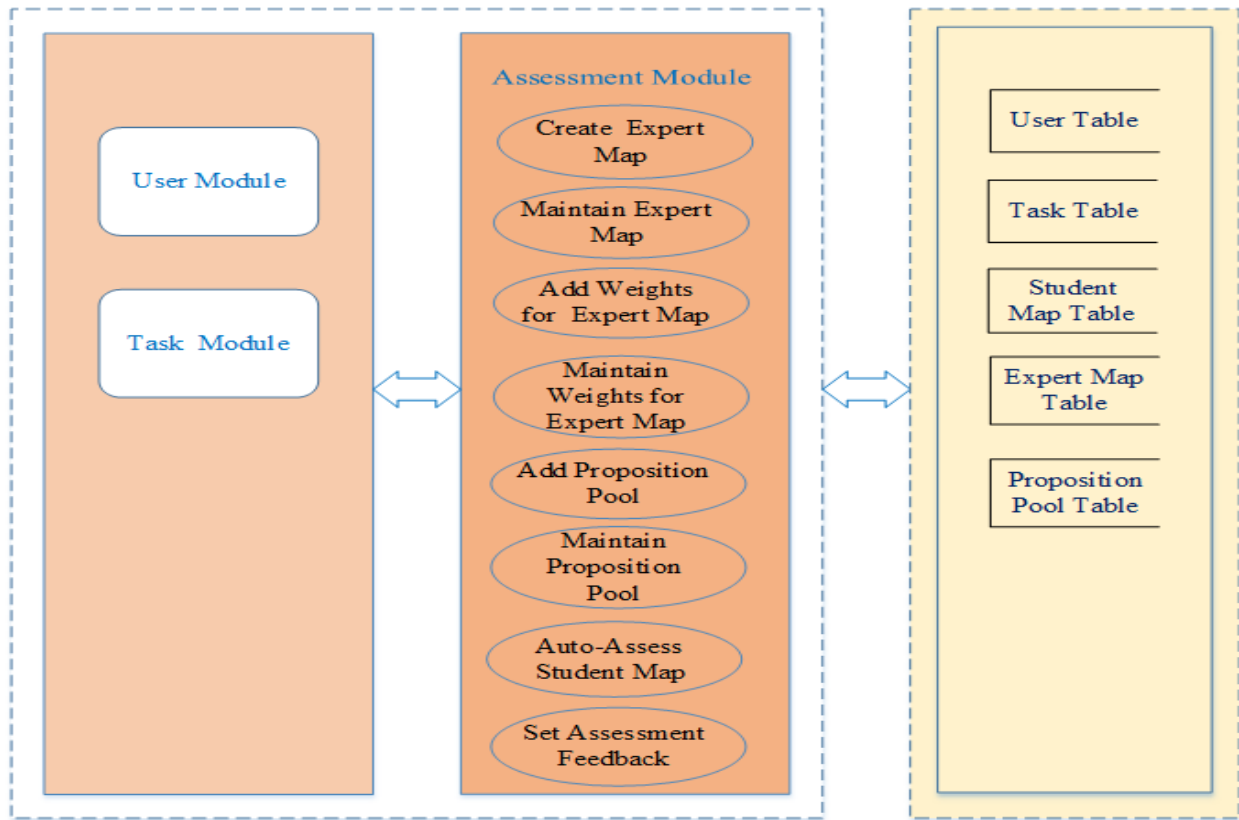 User Module
Task Module
Assessment Module
Create Expert
Map
Maintain Expert
Map
Add Weights
for Expert Map
Maintain
Weights for
Expert Map
Add Proposition
Pool
Maintain
Proposition
Pool
Auto-Assess
Student Map
Set Assessment
Feedback
User Table
Task Table
Student
Map Table
Expert Map
Table
Proposition
Pool Table